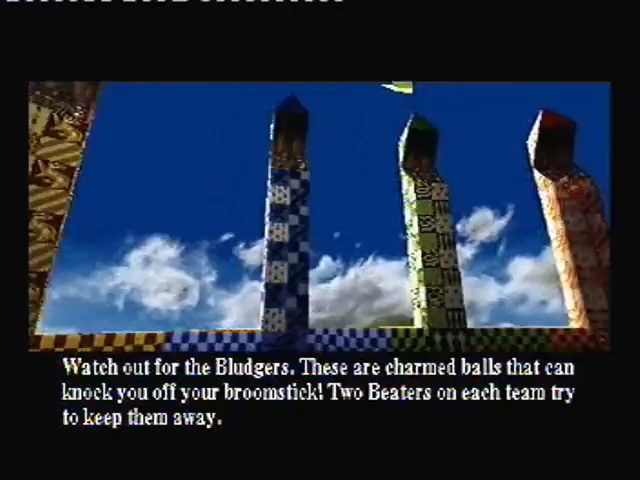 Watch out for the Bludgers. These are charmed balls that can
knock you off your broomstick! Two Beaters on each team try
to keep them away.